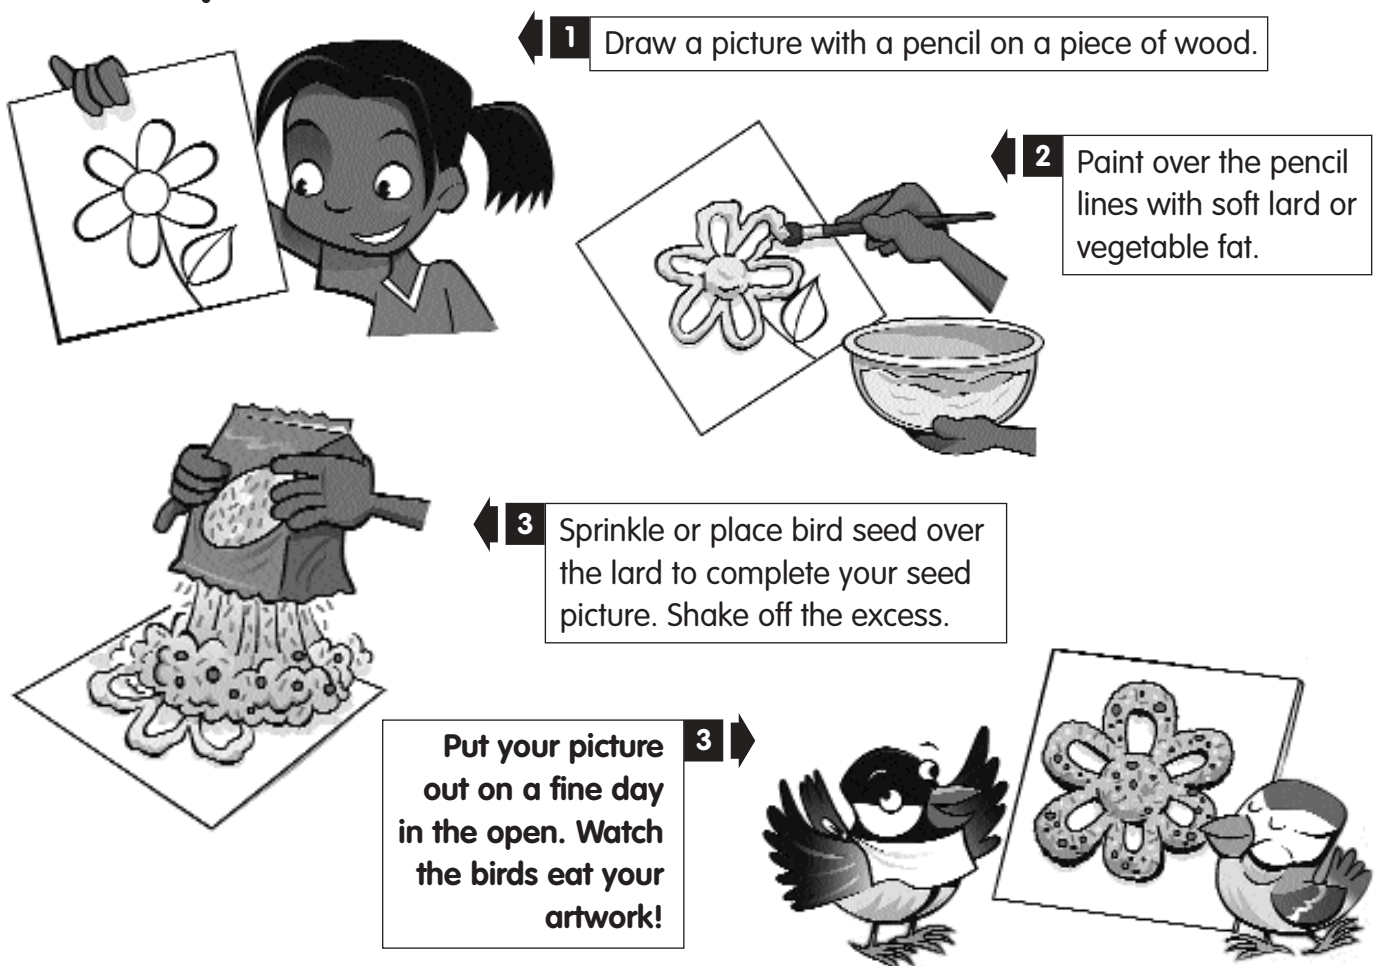 1
Draw a picture with a pencil on a piece of wood.
2
Paint over the pencil
lines with soft lard or
vegetable fat.
3
Sprinkle or place bird seed over
the lard to complete your seed
picture. Shake off the excess.
3
Put your picture
out on a fine day
in the open. Watch
the birds eat your
artwork!